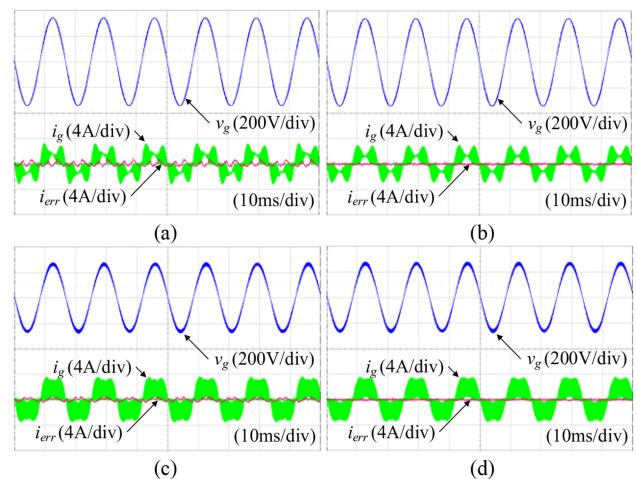 i_g (4A/div)
v_g (200V/div)
i_err (4A/div)
(10ms/div)
(a)
i_g (4A/div)
v_g (200V/div)
i_err (4A/div)
(10ms/div)
(b)
i_g (4A/div)
v_g (200V/div)
i_err (4A/div)
(10ms/div)
(c)
i_g (4A/div)
v_g (200V/div)
i_err (4A/div)
(10ms/div)
(d)